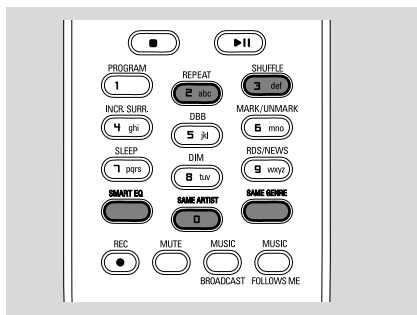 PROGRAM REPEAT SHUFFLE
1 2 abc 3 def
INCR. SURR. DBB MARK/UNMARK
4 ghi 5 jkl 6 mno
SLEEP DIM RDS/NEWS
7 pqrs 8 tuv 9 wxyz
SMART EQ SAME ARTIST SAME GENRE
0
REC MUTE MUSIC MUSIC
BROADCAST FOLLOWS ME